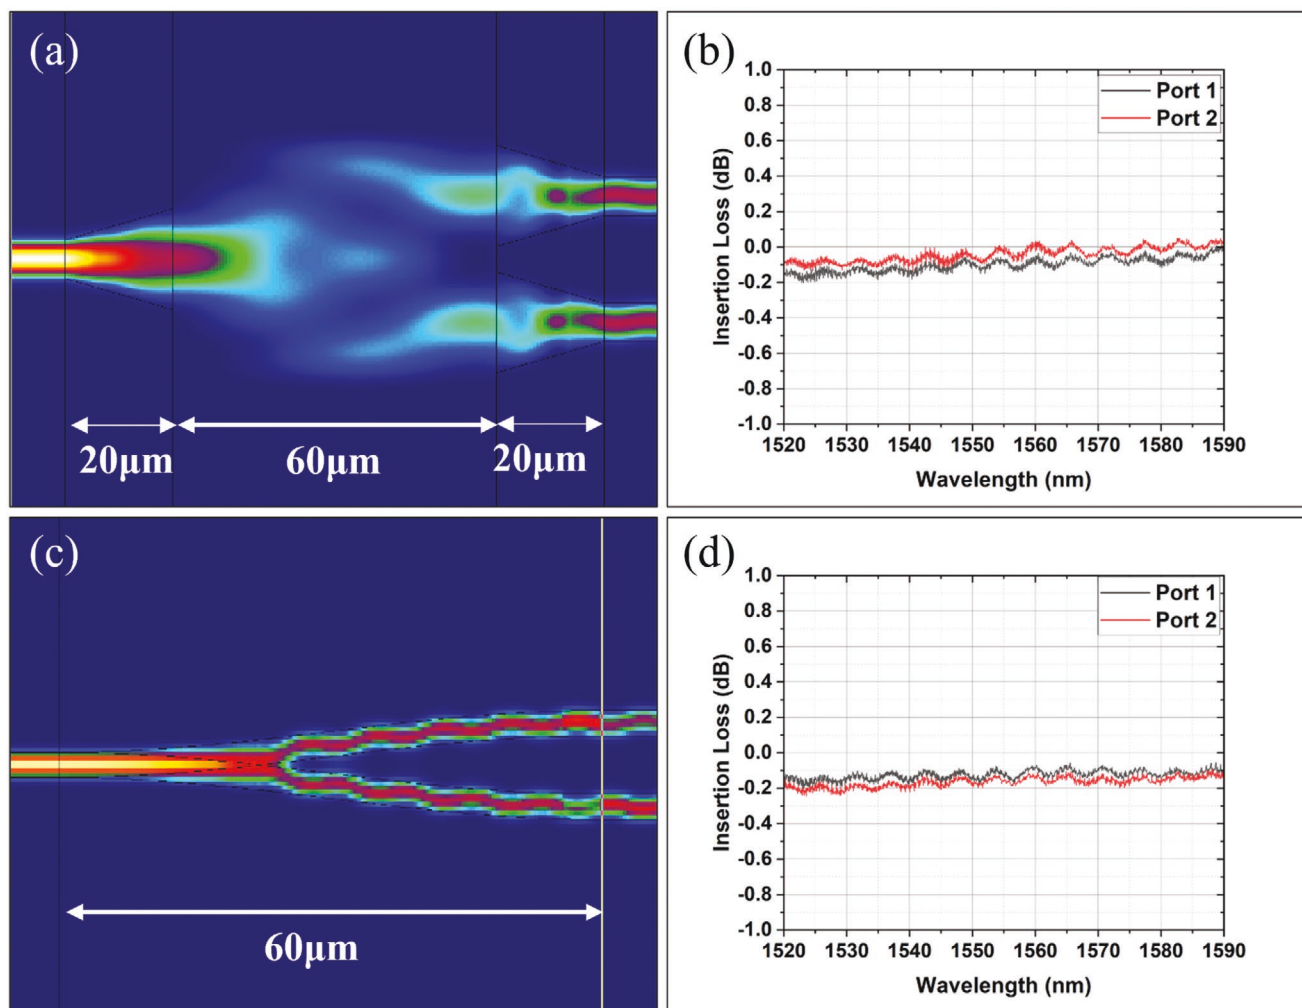 (a)
20μm
60μm
20μm
(b)
1.0
0.8
0.6
0.4
0.2
0.0
-0.2
-0.4
-0.6
-0.8
-1.0
Insertion Loss (dB)
Port 1
Port 2
1520 1530 1540 1550 1560 1570 1580 1590
Wavelength (nm)
(c)
60μm
(d)
1.0
0.8
0.6
0.4
0.2
0.0
-0.2
-0.4
-0.6
-0.8
-1.0
Insertion Loss (dB)
Port 1
Port 2
1520 1530 1540 1550 1560 1570 1580 1590
Wavelength (nm)